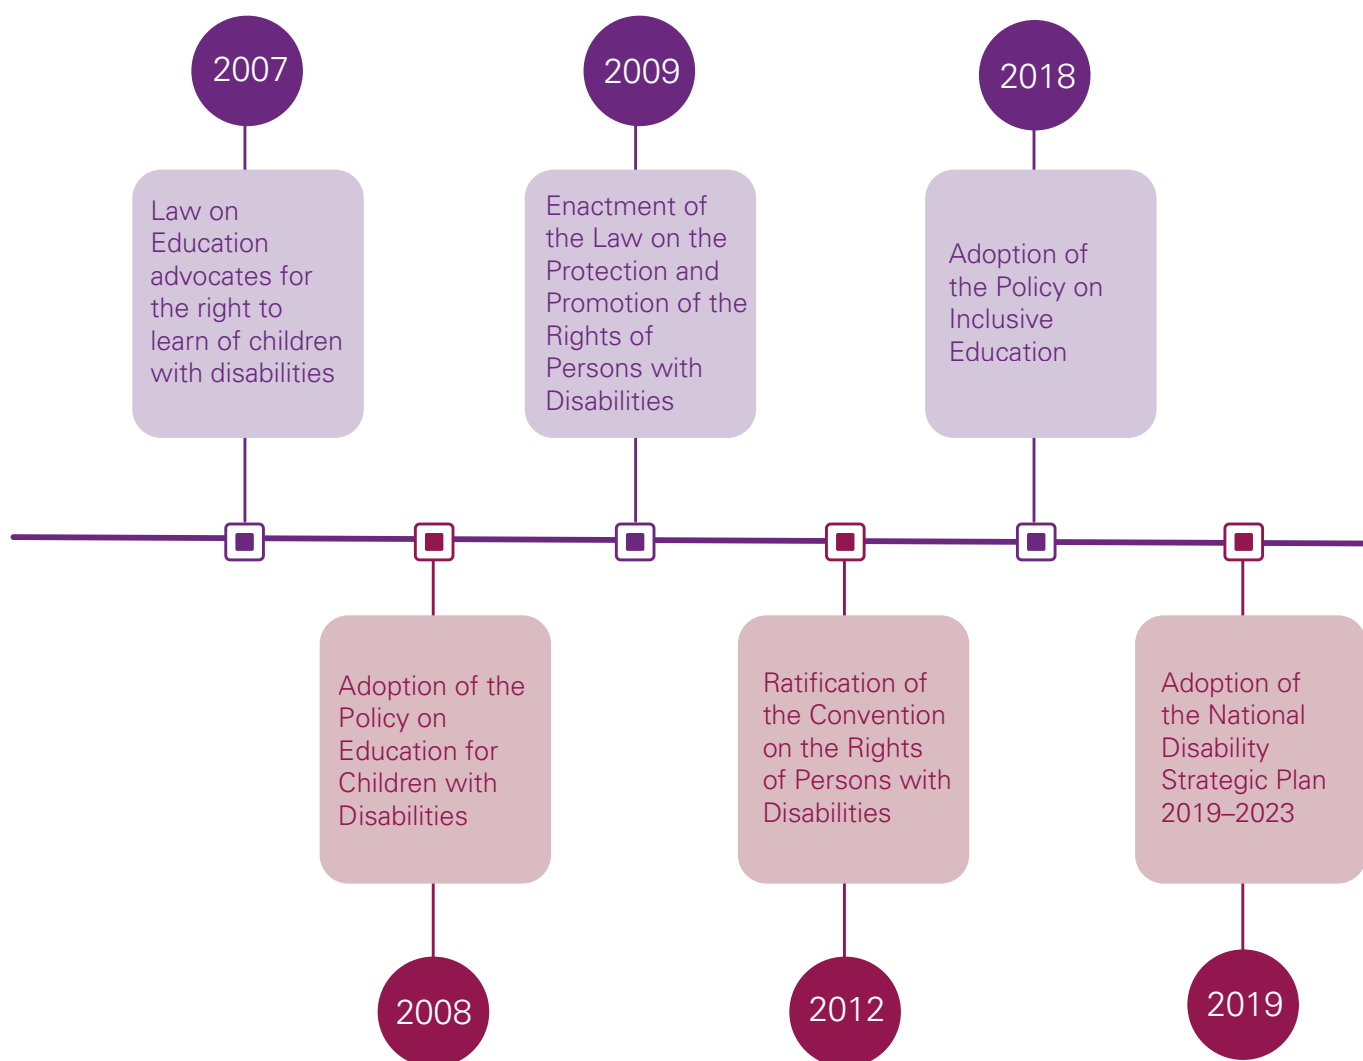 2007
Law on
Education
advocates for
the right to
learn of children
with disabilities
2008
Adoption of the
Policy on
Education for
Children with
Disabilities
2009
Enactment of
the Law on the
Protection and
Promotion of the
Rights of
Persons with
Disabilities
2012
Ratification of
the Convention
on the Rights
of Persons with
Disabilities
2018
Adoption of
the Policy on
Inclusive
Education
2019
Adoption of
the National
Disability
Strategic Plan
2019–2023